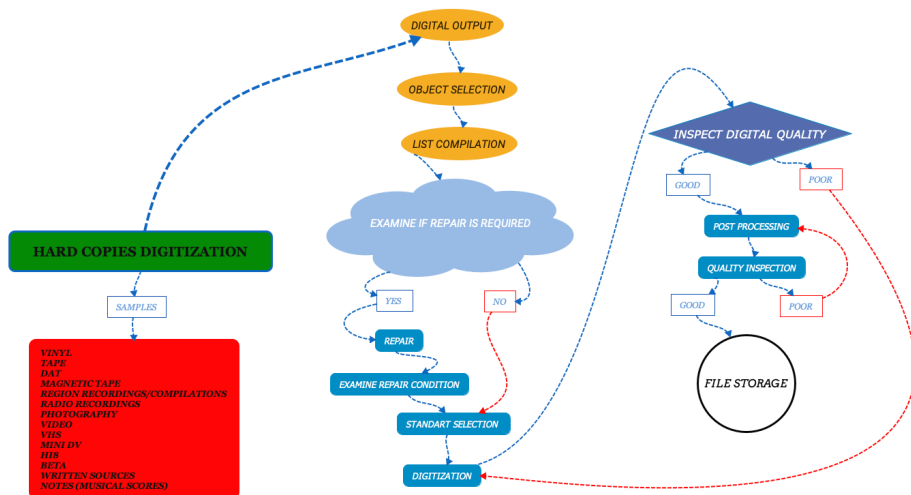 DIGITAL OUTPUT
OBJECT SELECTION
LIST COMPILATION
EXAMINE IF REPAIR IS REQUIRED
HARD COPIES DIGITIZATION
SAMPLES
VINYL
TAPE
DAT
MAGNETIC TAPE
REGION RECORDINGS/COMPILATIONS
RADIO RECORDINGS
PHOTOGRAPHY
VIDEO
VHS
MINI DV
HI8
BETA
WRITTEN SOURCES
NOTES (MUSICAL SCORES)
YES
NO
REPAIR
EXAMINE REPAIR CONDITION
STANDART SELECTION
DIGITIZATION
INSPECT DIGITAL QUALITY
GOOD
POOR
POST PROCESSING
QUALITY INSPECTION
GOOD
POOR
FILE STORAGE